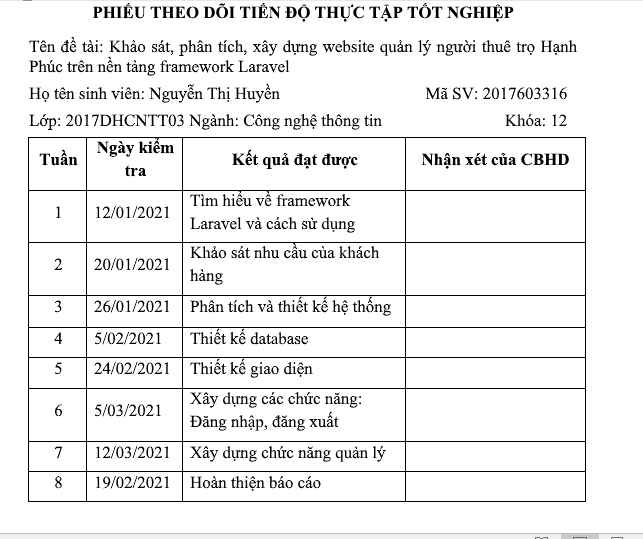 PHIẾU THEO DÕI TIẾN ĐỘ THỰC TẬP TỐT NGHIỆP
Tên đề tài: Khảo sát, phân tích, xây dựng website quản lý người thuê trọ Hạnh
Phúc trên nền tảng framework Laravel
Họ tên sinh viên: Nguyễn Thị Huyền Mã SV: 2017603316
Lớp: 2017DHCNTT03 Ngành: Công nghệ thông tin Khóa: 12
Tuần Ngày kiểm tra Kết quả đạt được Nhận xét của CBHD
1 12/01/2021 Tìm hiểu về framework
Laravel và cách sử dụng
2 20/01/2021 Khảo sát nhu cầu của khách
hàng
3 26/01/2021 Phân tích và thiết kế hệ thống
4 5/02/2021 Thiết kế database
5 24/02/2021 Thiết kế giao diện
6 5/03/2021 Xây dựng các chức năng:
Đăng nhập, đăng xuất
7 12/03/2021 Xây dựng chức năng quản lý
8 19/02/2021 Hoàn thiện báo cáo